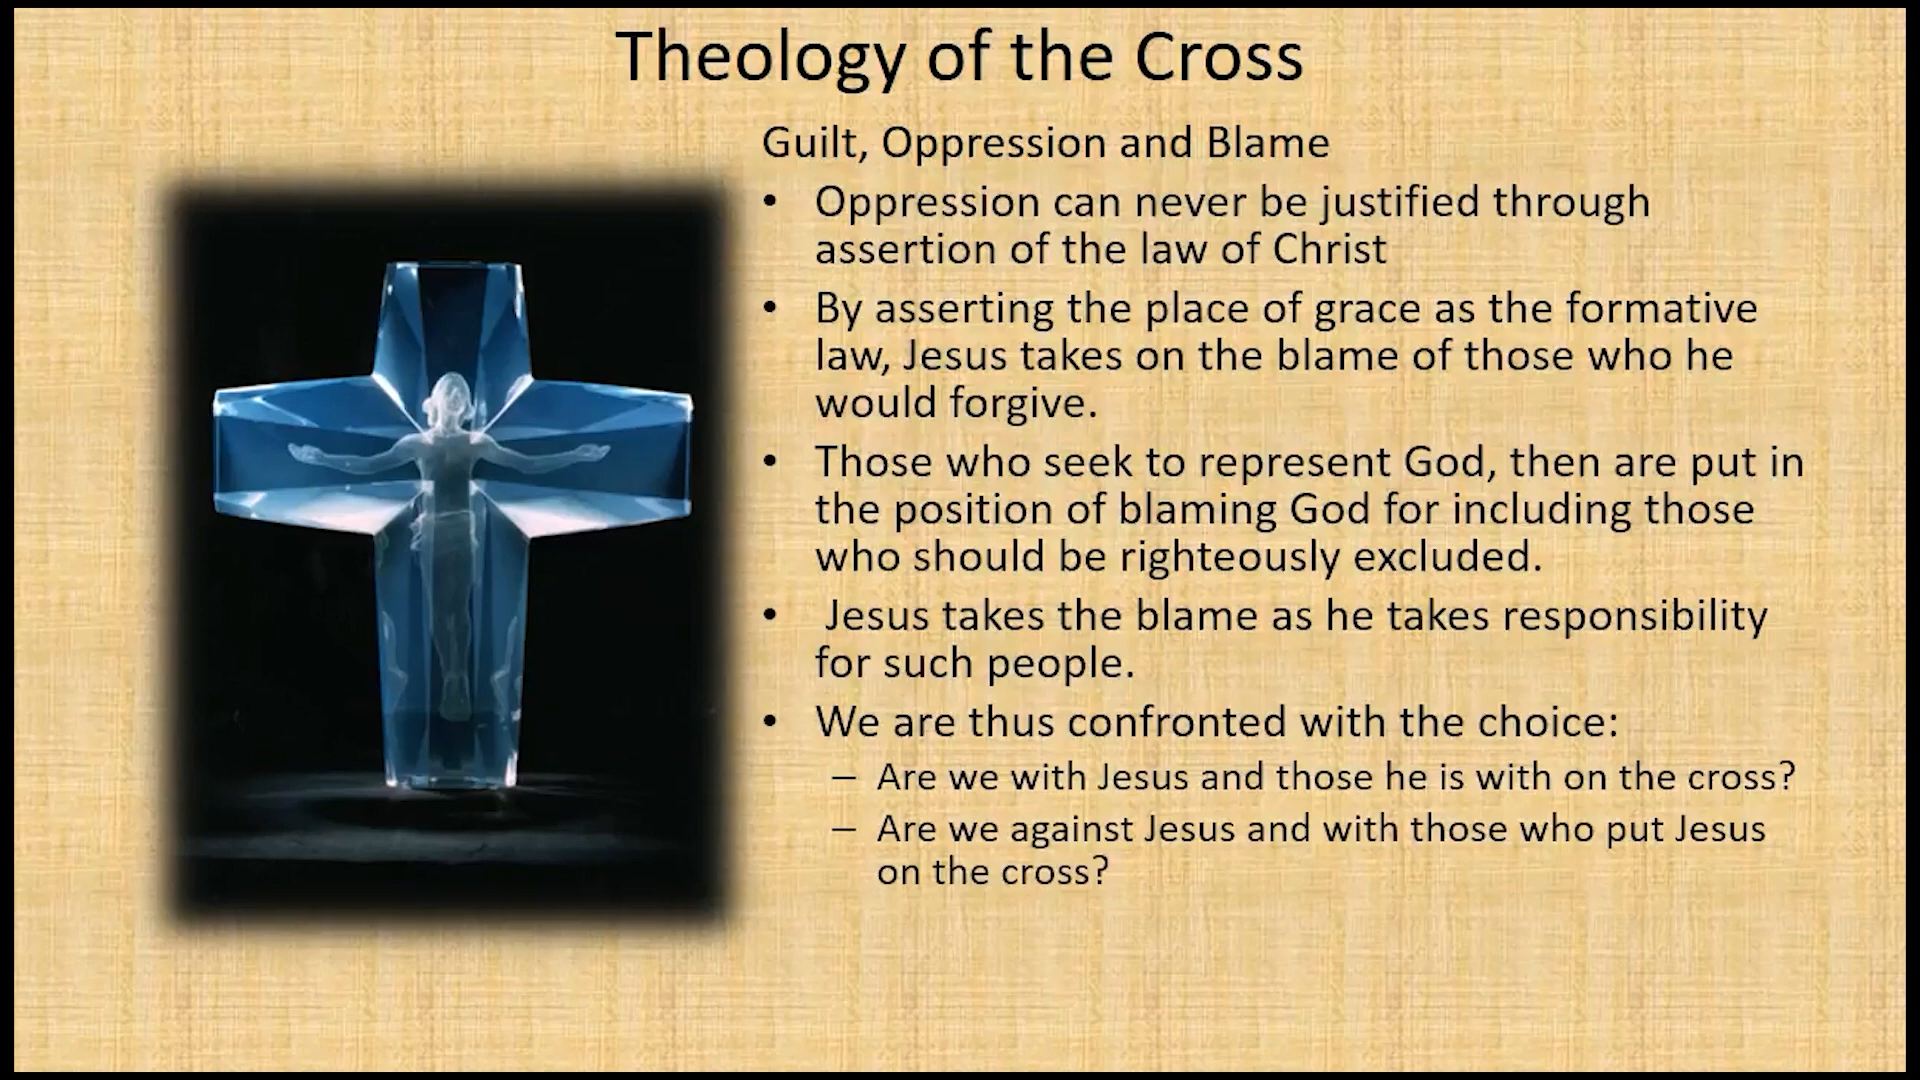 Theology of the Cross
Guilt, Oppression and Blame
• Oppression can never be justified through
assertion of the law of Christ
• By asserting the place of grace as the formative
law, Jesus takes on the blame of those who he
would forgive.
• Those who seek to represent God, then are put in
the position of blaming God for including those
who should be righteously excluded.
• Jesus takes the blame as he takes responsibility
for such people.
• We are thus confronted with the choice:
– Are we with Jesus and those he is with on the cross?
– Are we against Jesus and with those who put Jesus
on the cross?